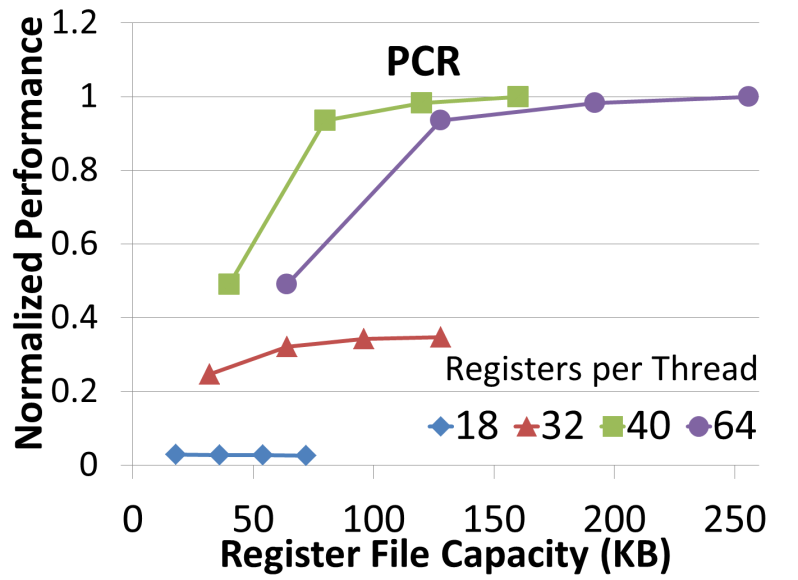 PCR
Normalized Performance
1.2
1
0.8
0.6
0.4
0.2
0
Registers per Thread
18 32 40 64
0 50 100 150 200 250
Register File Capacity (KB)